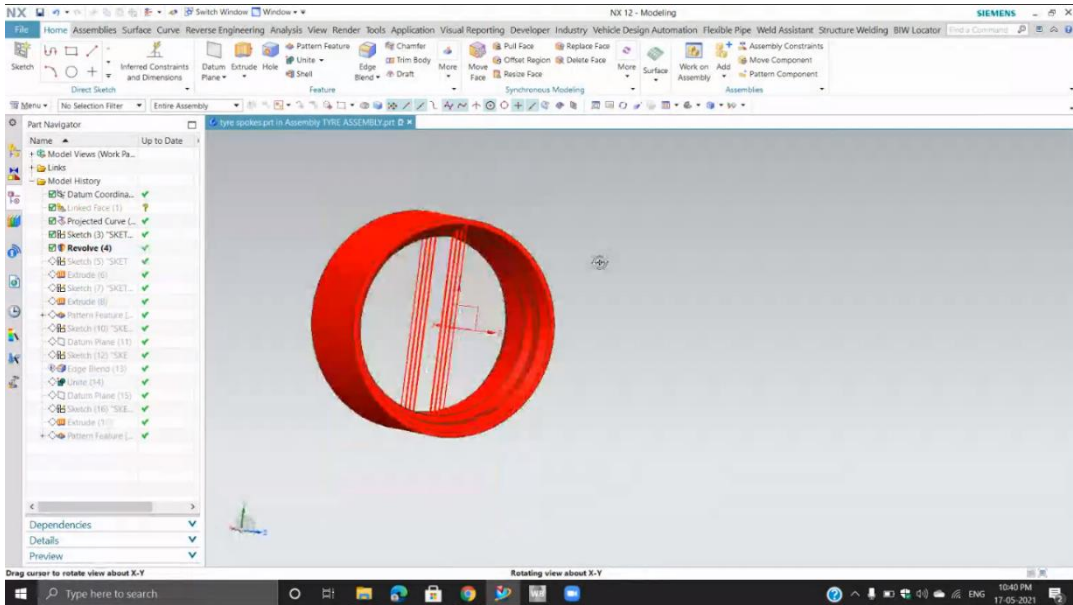 NX Switch Window Window NX 12 - Modeling SIEMENS
File Home Assemblies Surface Curve Reverse Engineering Analysis View Render Tools Application Visual Reporting Developer Industry Vehicle Design Automation Flexible Pipe Weld Assistant Structure Welding BIW Locator Find a Command
Pattern Feature Chamfer Pull Face Replace Face Assembly Constraints
Unite Trim Body Offset Region Delete Face Move Component
Shell Draft Resize Face Pattern Component
Sketch Inferred Constraints and Dimensions Datum Plane Extrude Hole Edge Blend More Move Face More Surface Work on Assembly Add
Direct Sketch Feature Synchronous Modeling Assemblies
Menu No Selection Filter Entire Assembly
Part Navigator tyre spokes.prt in Assembly TYRE ASSEMBLY.prt
Name Up to Date
Model Views (Work Pa...
Links
Model History
Datum Coordina...
Linked Face (1)
Projected Curve (...
Sketch (3) "SKET...
Revolve (4)
Sketch (5) "SKET
Extrude (6)
Sketch (7) "SKET...
Extrude (8)
Pattern Feature [...
Sketch (10) "SKE...
Datum Plane (11)
Sketch (12) "SKE
Edge Blend (13)
Unite (14)
Datum Plane (15)
Sketch (16) "SKE...
Extrude
Pattern Feature [...
Dependencies
Details
Preview
Drag cursor to rotate view about X-Y Rotating view about X-Y
Type here to search ENG 10:40 PM
17-05-2021